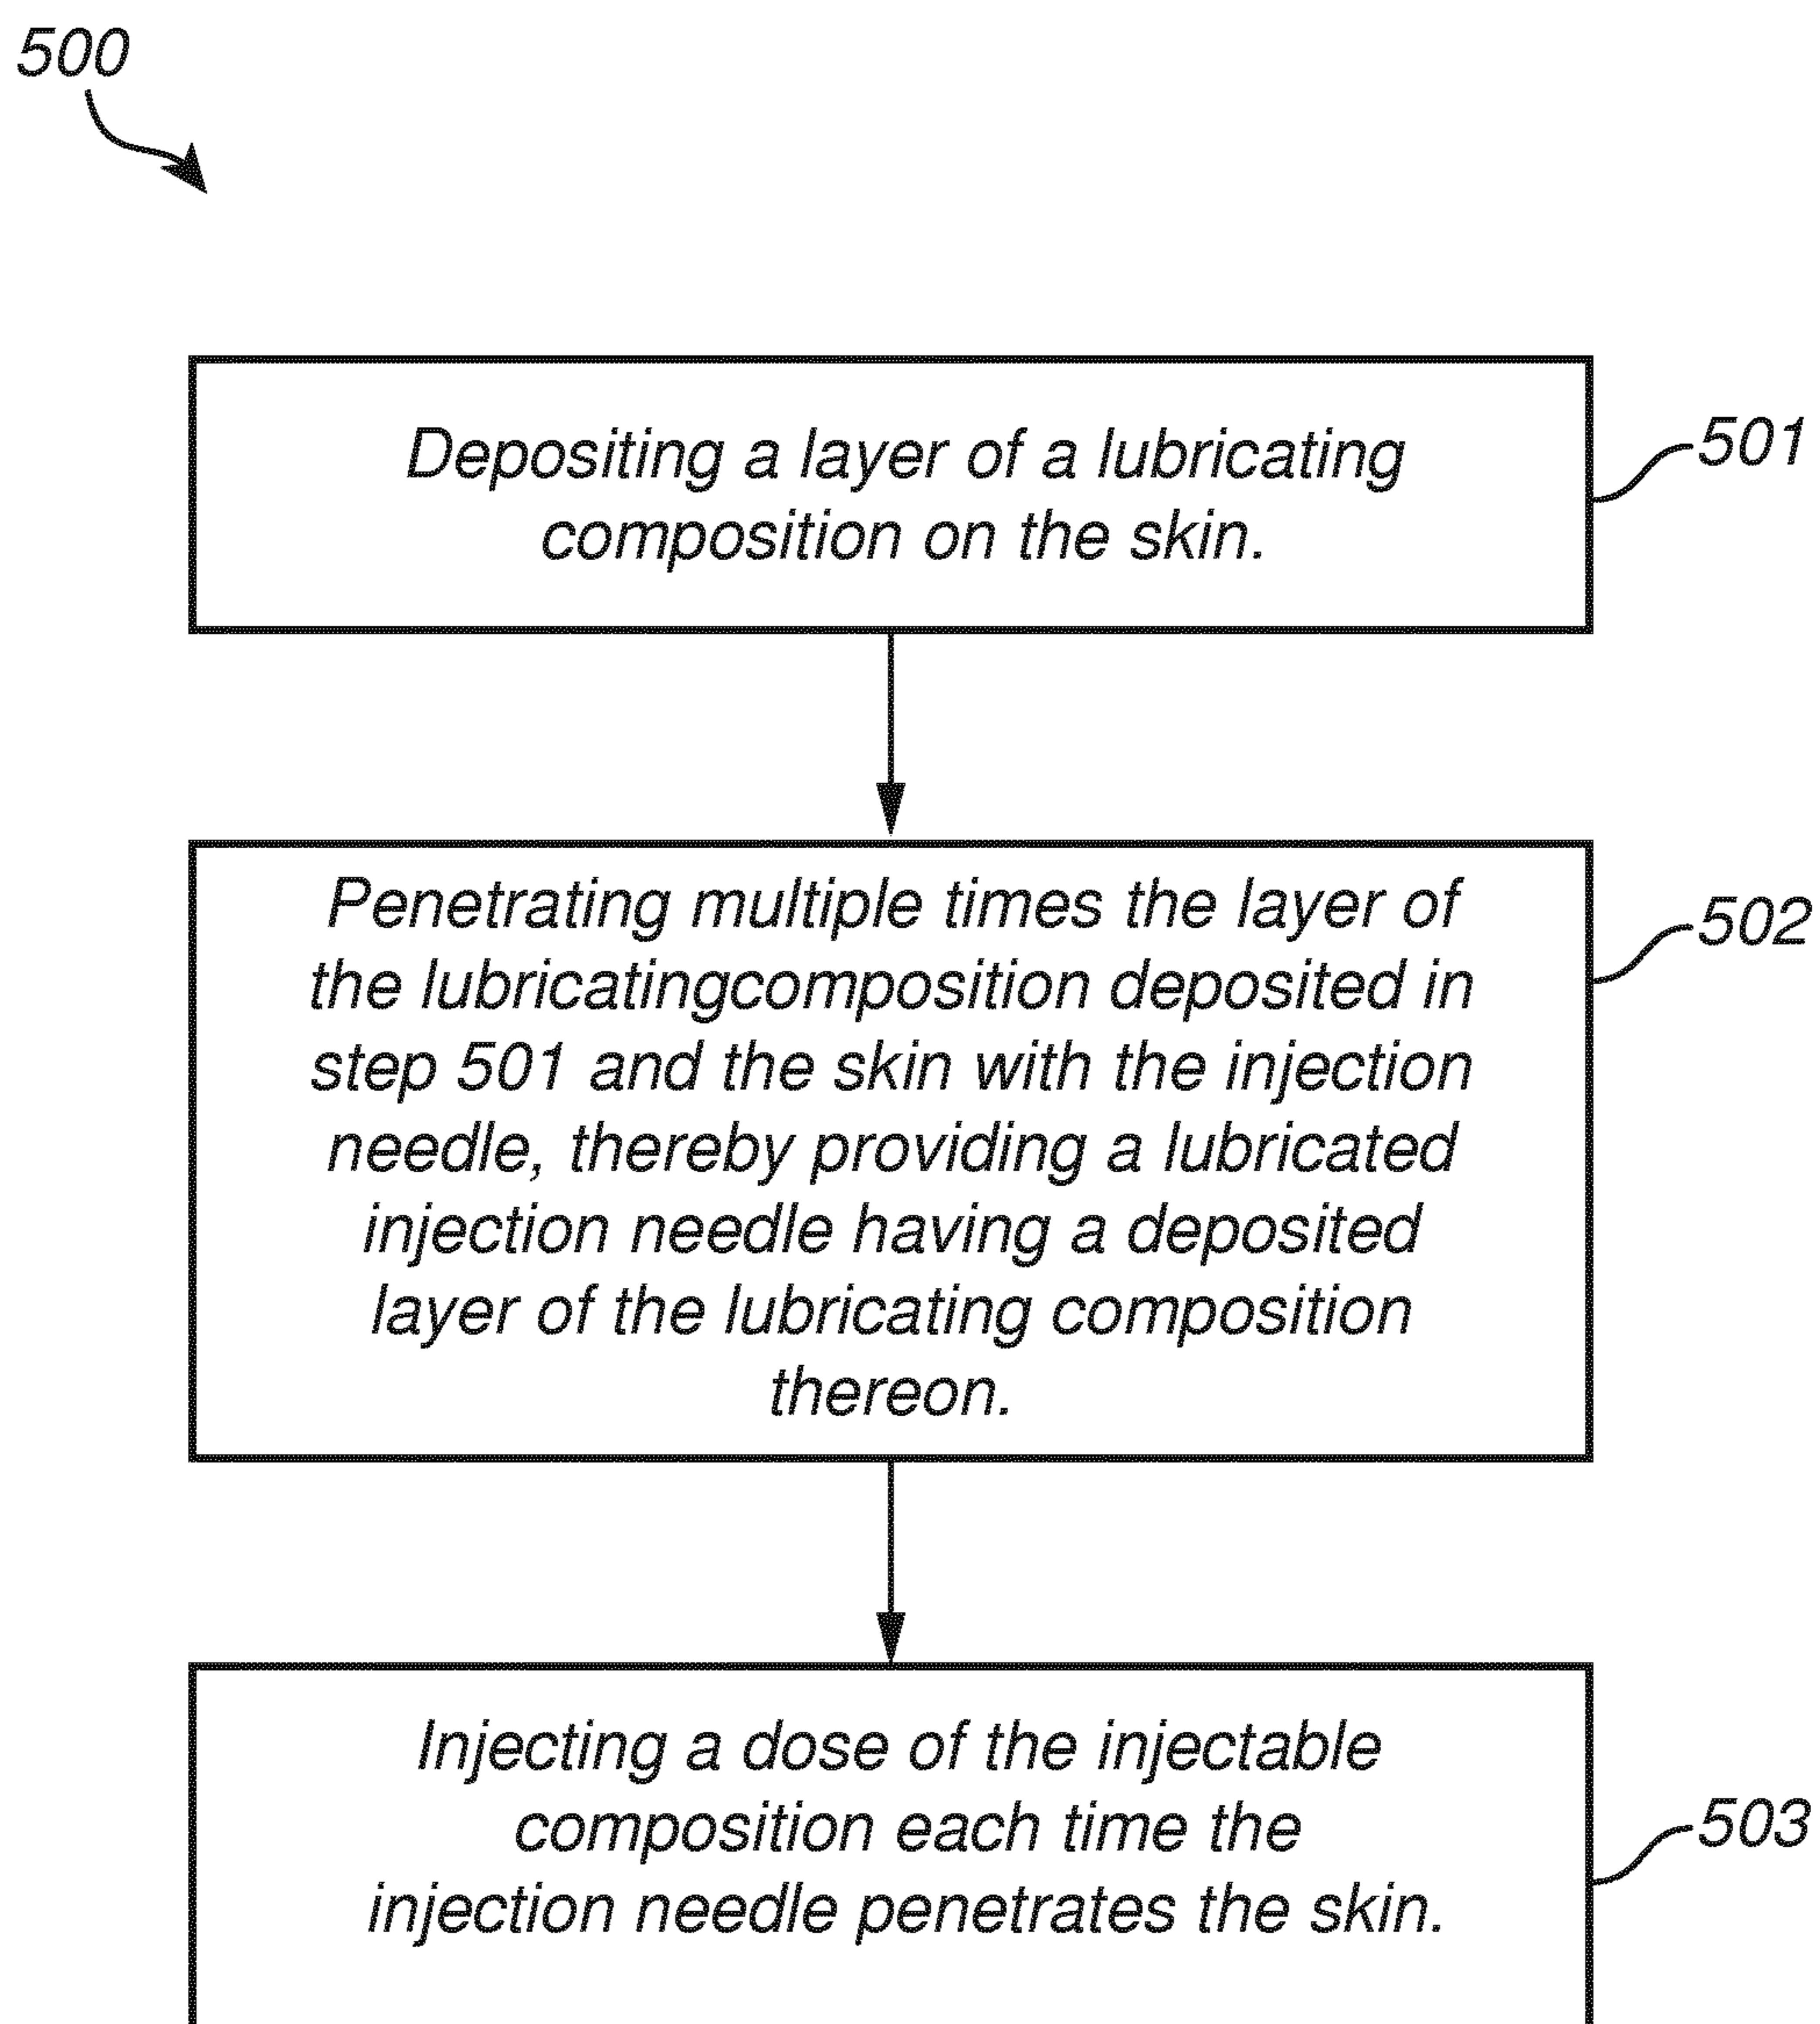 500
Depositing a layer of a lubricating
composition on the skin.
501
Penetrating multiple times the layer of
the lubricatingcomposition deposited in
step 501 and the skin with the injection
needle, thereby providing a lubricated
injection needle having a deposited
layer of the lubricating composition
thereon.
502
Injecting a dose of the injectable
composition each time the
injection needle penetrates the skin.
503